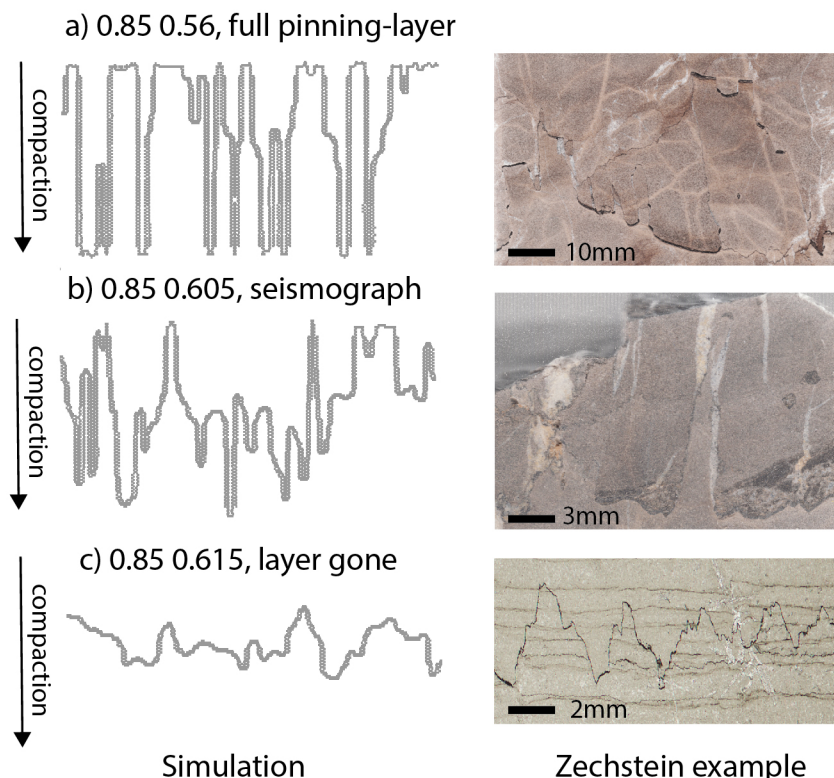 a) 0.85 0.56, full pinning-layer
compaction
10mm
b) 0.85 0.605, seismograph
compaction
3mm
c) 0.85 0.615, layer gone
compaction
2mm
Simulation
Zechstein example